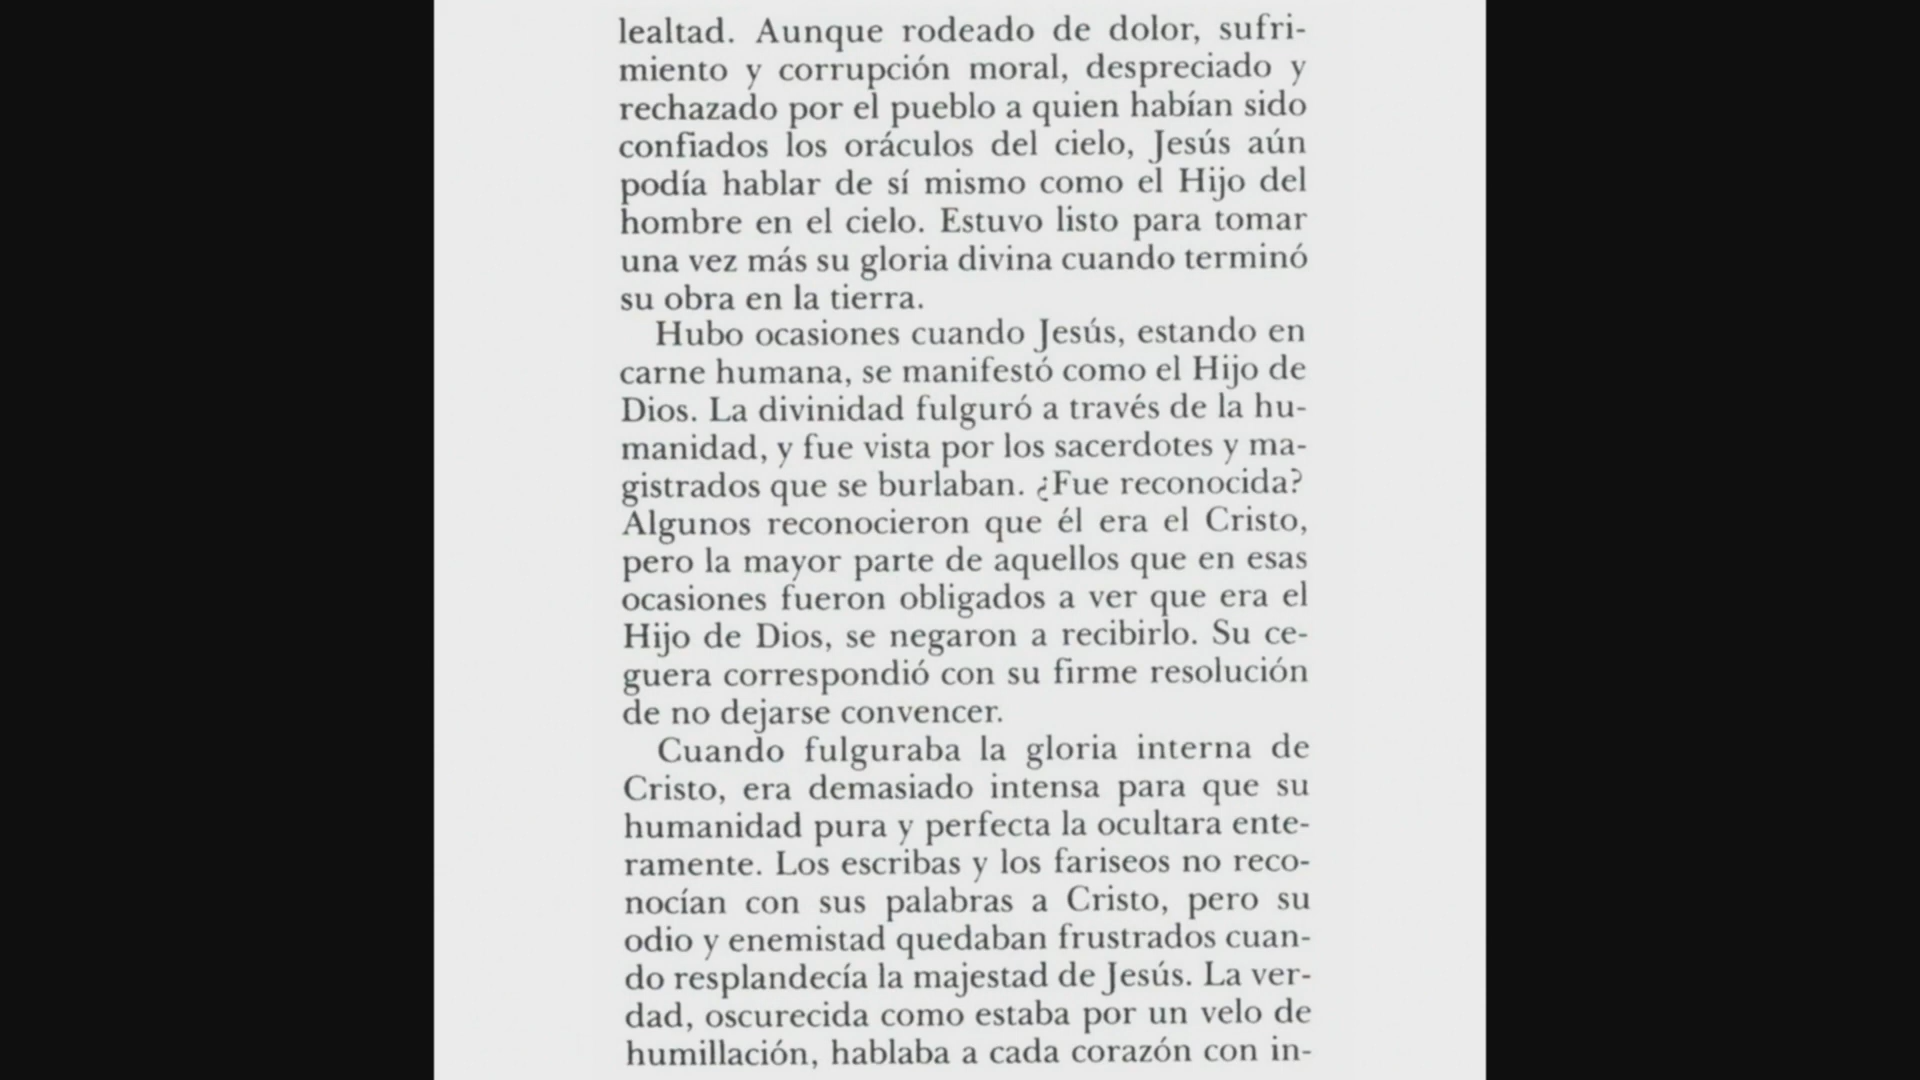 lealtad. Aunque rodeado de dolor, sufri-
miento y corrupción moral, despreciado y
rechazado por el pueblo a quien habían sido
confiados los oráculos del cielo, Jesús aún
podía hablar de sí mismo como el Hijo del
hombre en el cielo. Estuvo listo para tomar
una vez más su gloria divina cuando terminó
su obra en la tierra.
Hubo ocasiones cuando Jesús, estando en
carne humana, se manifestó como el Hijo de
Dios. La divinidad fulguró a través de la hu-
manidad, y fue vista por los sacerdotes y ma-
gistrados que se burlaban. ¿Fue reconocida?
Algunos reconocieron que él era el Cristo,
pero la mayor parte de aquellos que en esas
ocasiones fueron obligados a ver que era el
Hijo de Dios, se negaron a recibirlo. Su ce-
guera correspondió con su firme resolución
de no dejarse convencer.
Cuando fulguraba la gloria interna de
Cristo, era demasiado intensa para que su
humanidad pura y perfecta la ocultara ente-
ramente. Los escribas y los fariseos no reco-
nocían con sus palabras a Cristo, pero su
odio y enemistad quedaban frustrados cuan-
do resplandecía la majestad de Jesús. La ver-
dad, oscurecida como estaba por un velo de
humillación, hablaba a cada corazón con in-